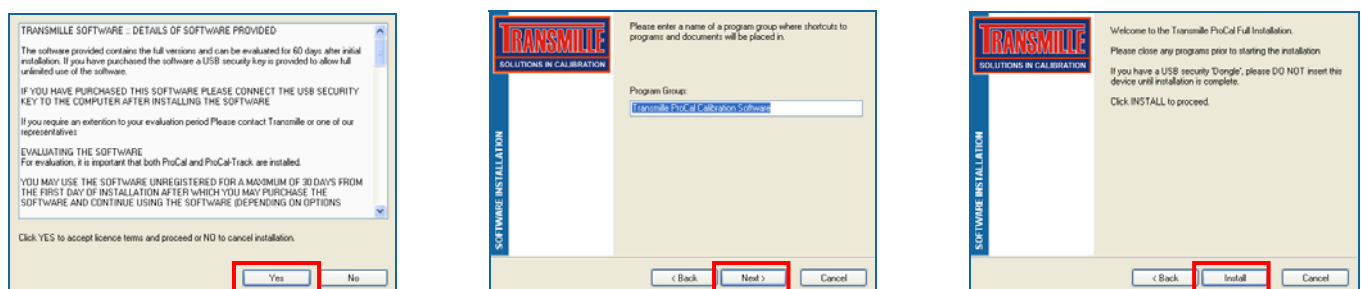 TRANSMILLE SOFTWARE :: DETAILS OF SOFTWARE PROVIDED
The software provided contains the full versions and can be evaluated for 60 days after initial
installation. If you have purchased the software a USB security key is provided to allow full
unlimited use of the software.
IF YOU HAVE PURCHASED THIS SOFTWARE PLEASE CONNECT THE USB SECURITY
KEY TO THE COMPUTER AFTER INSTALLING THE SOFTWARE
If you require an extention to your evaluation period Please contact Transmille or one of our
representatives
EVALUATING THE SOFTWARE
For evaluation, it is important that both ProCal and ProCal-Track are installed.
YOU MAY USE THE SOFTWARE UNREGISTERED FOR A MAXIMUM OF 30 DAYS FROM
THE FIRST DAY OF INSTALLATION AFTER WHICH YOU MAY PURCHASE THE
SOFTWARE AND CONTINUE USING THE SOFTWARE (DEPENDING ON OPTIONS
Click YES to accept licence terms and proceed or NO to cancel installation.
Yes
No
TRANSMILLE
SOLUTIONS IN CALIBRATION
SOFTWARE INSTALLATION
Please enter a name of a program group where shortcuts to
programs and documents will be placed in.
Program Group:
Transmille ProCal Calibration Software
< Back
Next >
Cancel
TRANSMILLE
SOLUTIONS IN CALIBRATION
SOFTWARE INSTALLATION
Welcome to the Transmille ProCal Full Installation.
Please close any programs prior to starting the installation
If you have a USB security 'Dongle', please DO NOT insert this
device until installation is complete.
Click INSTALL to proceed.
< Back
Install
Cancel